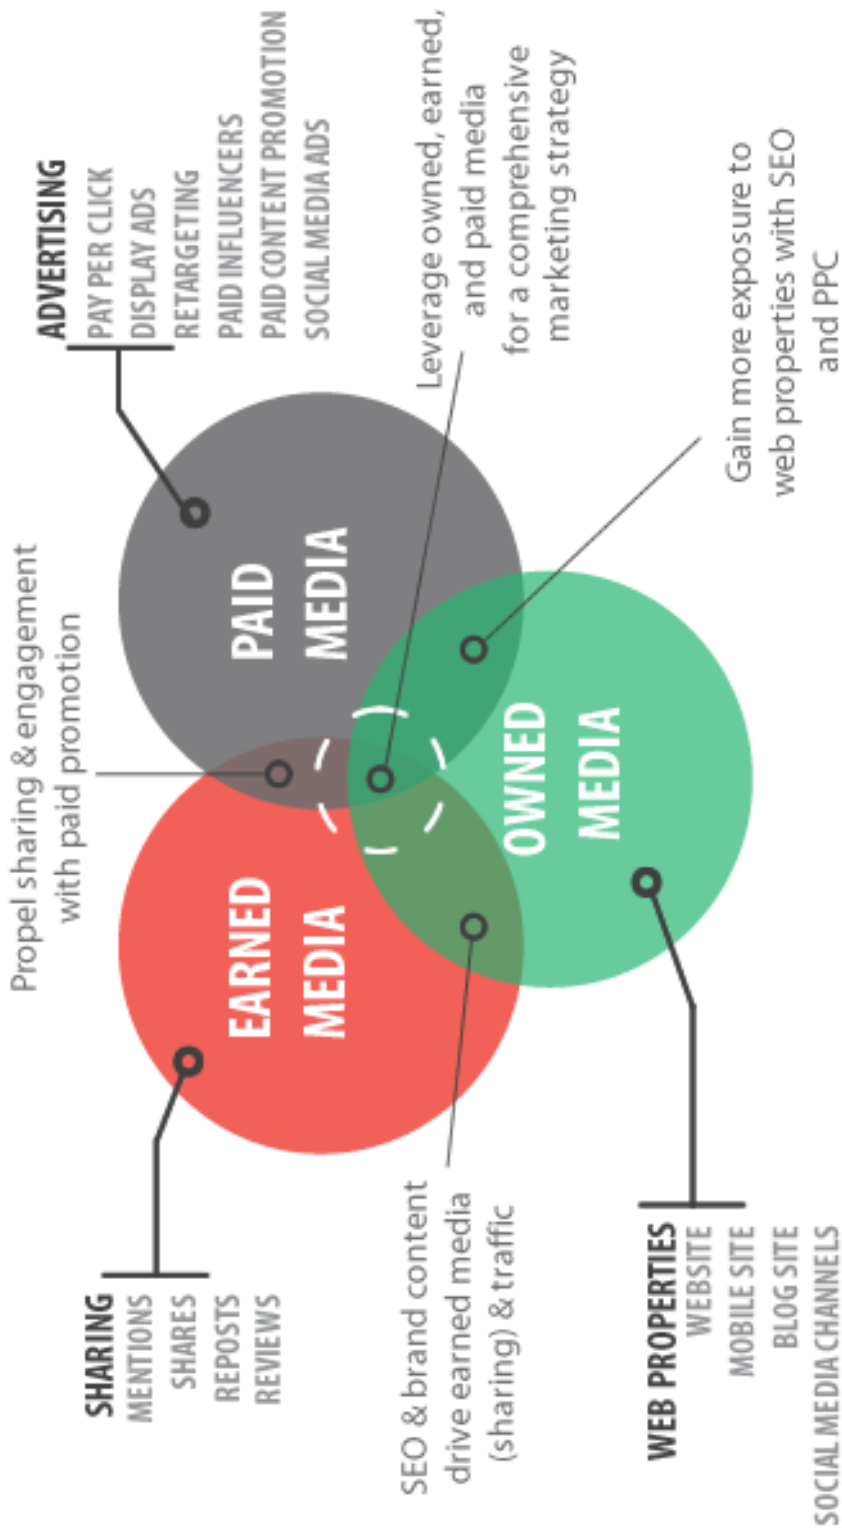 Propel sharing & engagement
with paid promotion
SHARING
MENTIONS
SHARES
REPOSTS
REVIEWS
ADVERTISING
PAY PER CLICK
DISPLAY ADS
RETARGETING
PAID INFLUENCERS
PAID CONTENT PROMOTION
SOCIAL MEDIA ADS
EARNED
MEDIA
PAID
MEDIA
SEO & brand content
drive earned media
(sharing) & traffic
Leverage owned, earned,
and paid media
for a comprehensive
marketing strategy
OWNED
MEDIA
WEB PROPERTIES
WEBSITE
MOBILE SITE
BLOG SITE
SOCIAL MEDIA CHANNELS
Gain more exposure to
web properties with SEO
and PPC